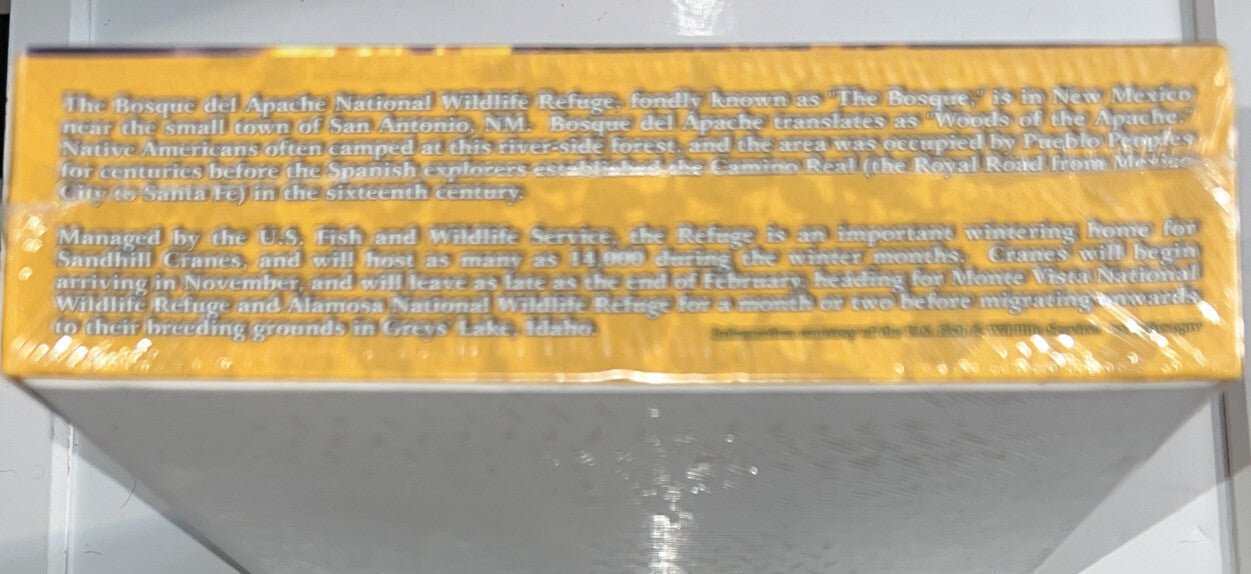 The Bosque del Apache National Wildlife Refuge, fondly known as "The Bosque," is in New Mexico
near the small town of San Antonio, NM. Bosque del Apache translates as "Woods of the Apache."
Native Americans often camped at this river-side forest, and the area was occupied by Pueblo Peoples
for centuries before the Spanish explorers established the Camino Real (the Royal Road from Mexico
City to Santa Fe) in the sixteenth century.
Managed by the U.S. Fish and Wildlife Service, the Refuge is an important wintering home for
Sandhill Cranes, and will host as many as 14,000 during the winter months. Cranes will begin
arriving in November, and will leave as late as the end of February, heading for Monte Vista National
Wildlife Refuge and Alamosa National Wildlife Refuge for a month or two before migrating onwards
to their breeding grounds in Greys Lake, Idaho.
Information courtesy of the U.S. Fish & Wildlife Service